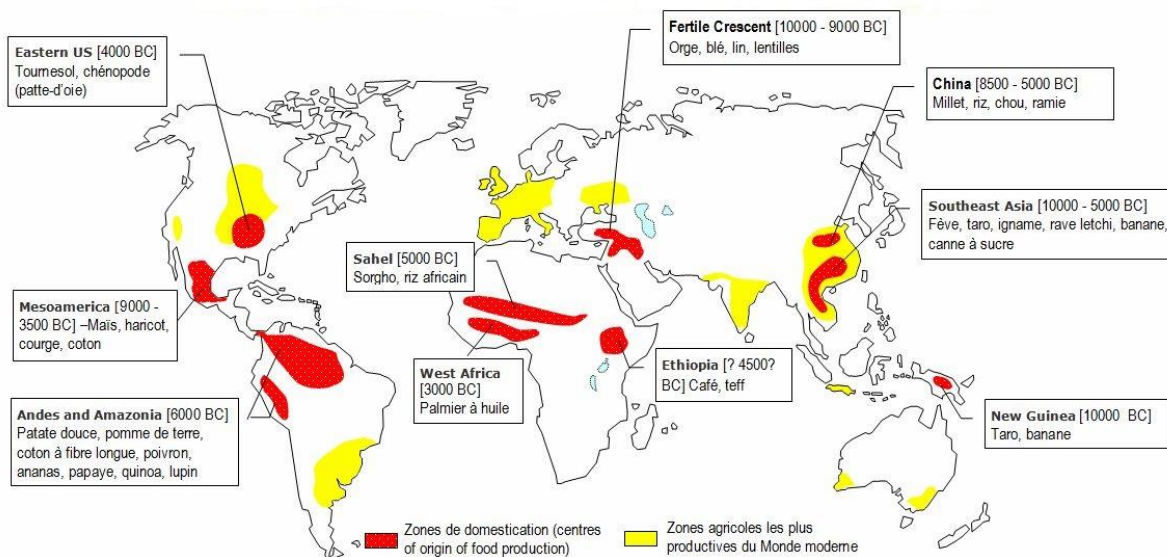 Eastern US [4000 BC]
Tournesol, chénopode
(patte-d'oie)
Fertile Crescent [10000 - 9000 BC]
Orge, blé, lin, lentilles
China [8500 - 5000 BC]
Millet, riz, chou, ramie
Southeast Asia [10000 - 5000 BC]
Fève, taro, igname, rave letchi, banane,
canne à sucre
Sahel [5000 BC]
Sorgho, riz africain
Mesoamerica [9000 -
3500 BC] –Maïs, haricot,
courge, coton
West Africa
[3000 BC]
Palmier à huile
Ethiopia [? 4500?
BC] Café, teff
Andes and Amazonia [6000 BC]
Patate douce, pomme de terre,
coton à fibre longue, poivron,
ananas, papaye, quinoa, lupin
New Guinea [10000 BC]
Taro, banane
Zones de domestication (centres
of origin of food production)
Zones agricoles les plus
productives du Monde moderne